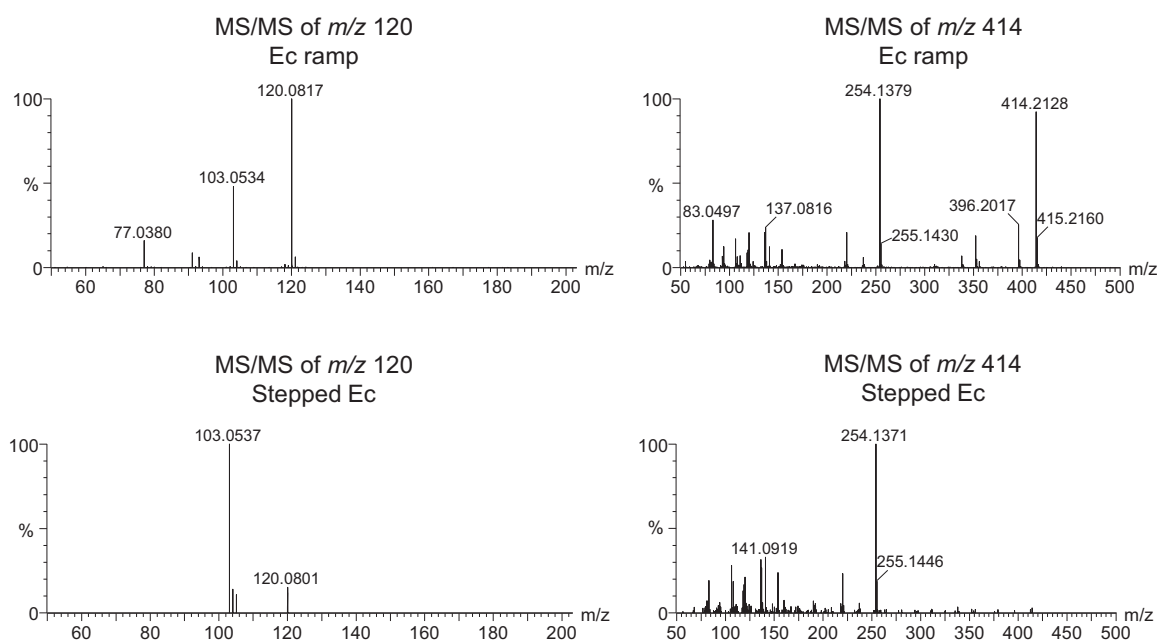 MS/MS of m/z 120
Ec ramp
100
%
0
120.0817
103.0534
77.0380
60 80 100 120 140 160 180 200
m/z
MS/MS of m/z 414
Ec ramp
100
%
0
254.1379
414.2128
83.0497
137.0816
255.1430
396.2017
415.2160
50 100 150 200 250 300 350 400 450 500
m/z
MS/MS of m/z 120
Stepped Ec
100
%
0
103.0537
120.0801
60 80 100 120 140 160 180 200
m/z
MS/MS of m/z 414
Stepped Ec
100
%
0
254.1371
141.0919
255.1446
50 100 150 200 250 300 350 400 450 500
m/z